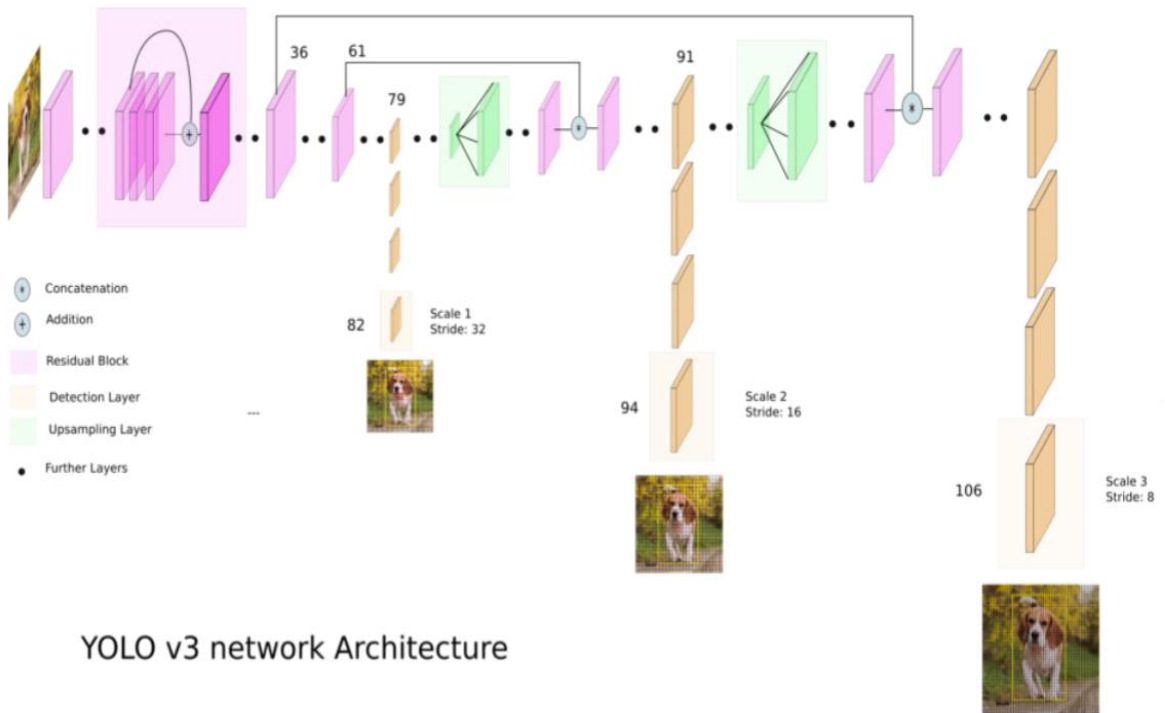 36
61
91
79
Concatenation
Addition
Residual Block
Detection Layer
Upsampling Layer
Further Layers
82
Scale 1
Stride: 32
94
Scale 2
Stride: 16
106
Scale 3
Stride: 8
---
YOLO v3 network Architecture